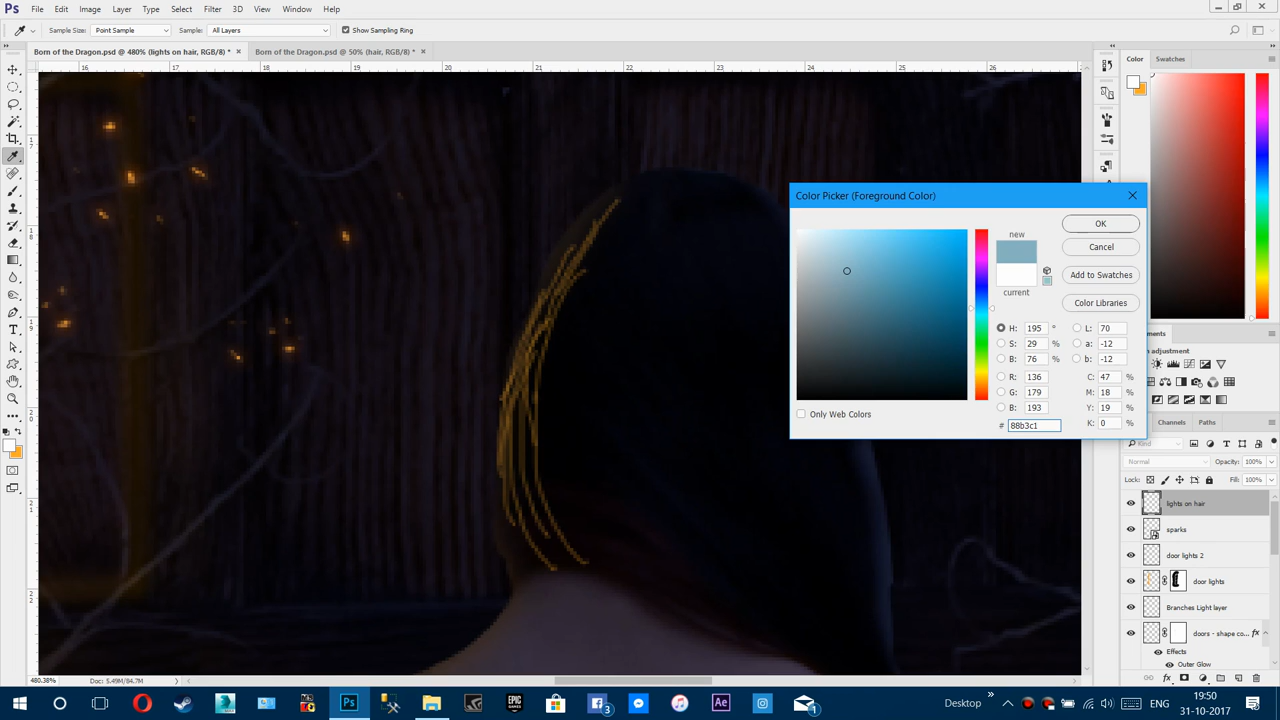 Ps File Edit Image Layer Type Select Filter 3D View Window Help
Sample Size: Point Sample Sample: All Layers Show Sampling Ring
Born of the Dragon.psd @ 480% (lights on hair, RGB/8) * × Born of the Dragon.psd @ 50% (hair, RGB/8) * ×
16 17 18 19 20 21 22 23 24 25 26
Color Swatches
Color Picker (Foreground Color)
new
current
OK
Cancel
Add to Swatches
Color Libraries
H: 195 ° L: 70
S: 29 % a: -12
B: 76 % b: -12
R: 136 C: 47 %
G: 179 M: 18 %
B: 193 Y: 19 %
# 88b3c1 K: 0 %
Only Web Colors
Channels Paths
Kind
Normal Opacity: 100%
Lock: Fill: 100%
lights on hair
sparks
door lights 2
door lights
Branches Light layer
doors - shape co... fx
Effects
Outer Glow
480.38% Doc: 5.49M/84.7M
Desktop ENG 19:50
31-10-2017